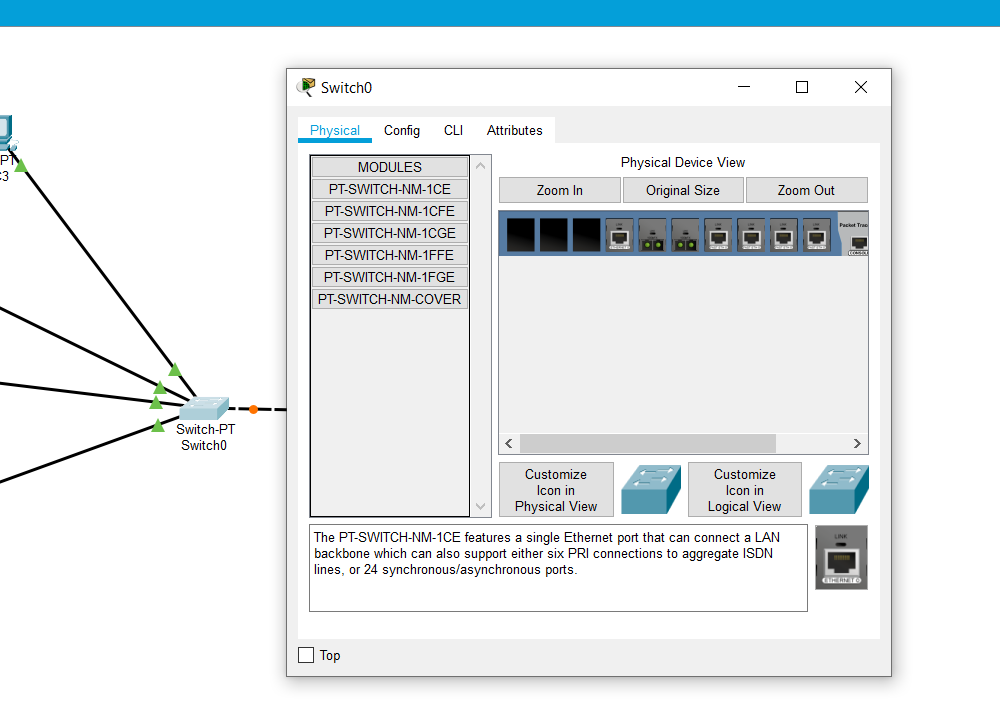 Switch0
Physical
Config
CLI
Attributes
PT
C3
MODULES
PT-SWITCH-NM-1CE
PT-SWITCH-NM-1CFE
PT-SWITCH-NM-1CGE
PT-SWITCH-NM-1FFE
PT-SWITCH-NM-1FGE
PT-SWITCH-NM-COVER
Physical Device View
Zoom In
Original Size
Zoom Out
Packet Trac
CONSOLE
Switch-PT
Switch0
Customize
Icon in
Physical View
Customize
Icon in
Logical View
The PT-SWITCH-NM-1CE features a single Ethernet port that can connect a LAN
backbone which can also support either six PRI connections to aggregate ISDN
lines, or 24 synchronous/asynchronous ports.
LINK
ETHERNET 0
Top